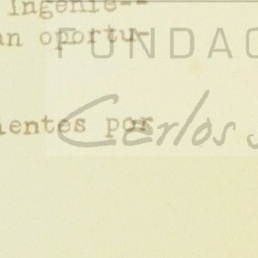 Ingenie--
an oportu-
FUNDAC
ientes por
Carlos